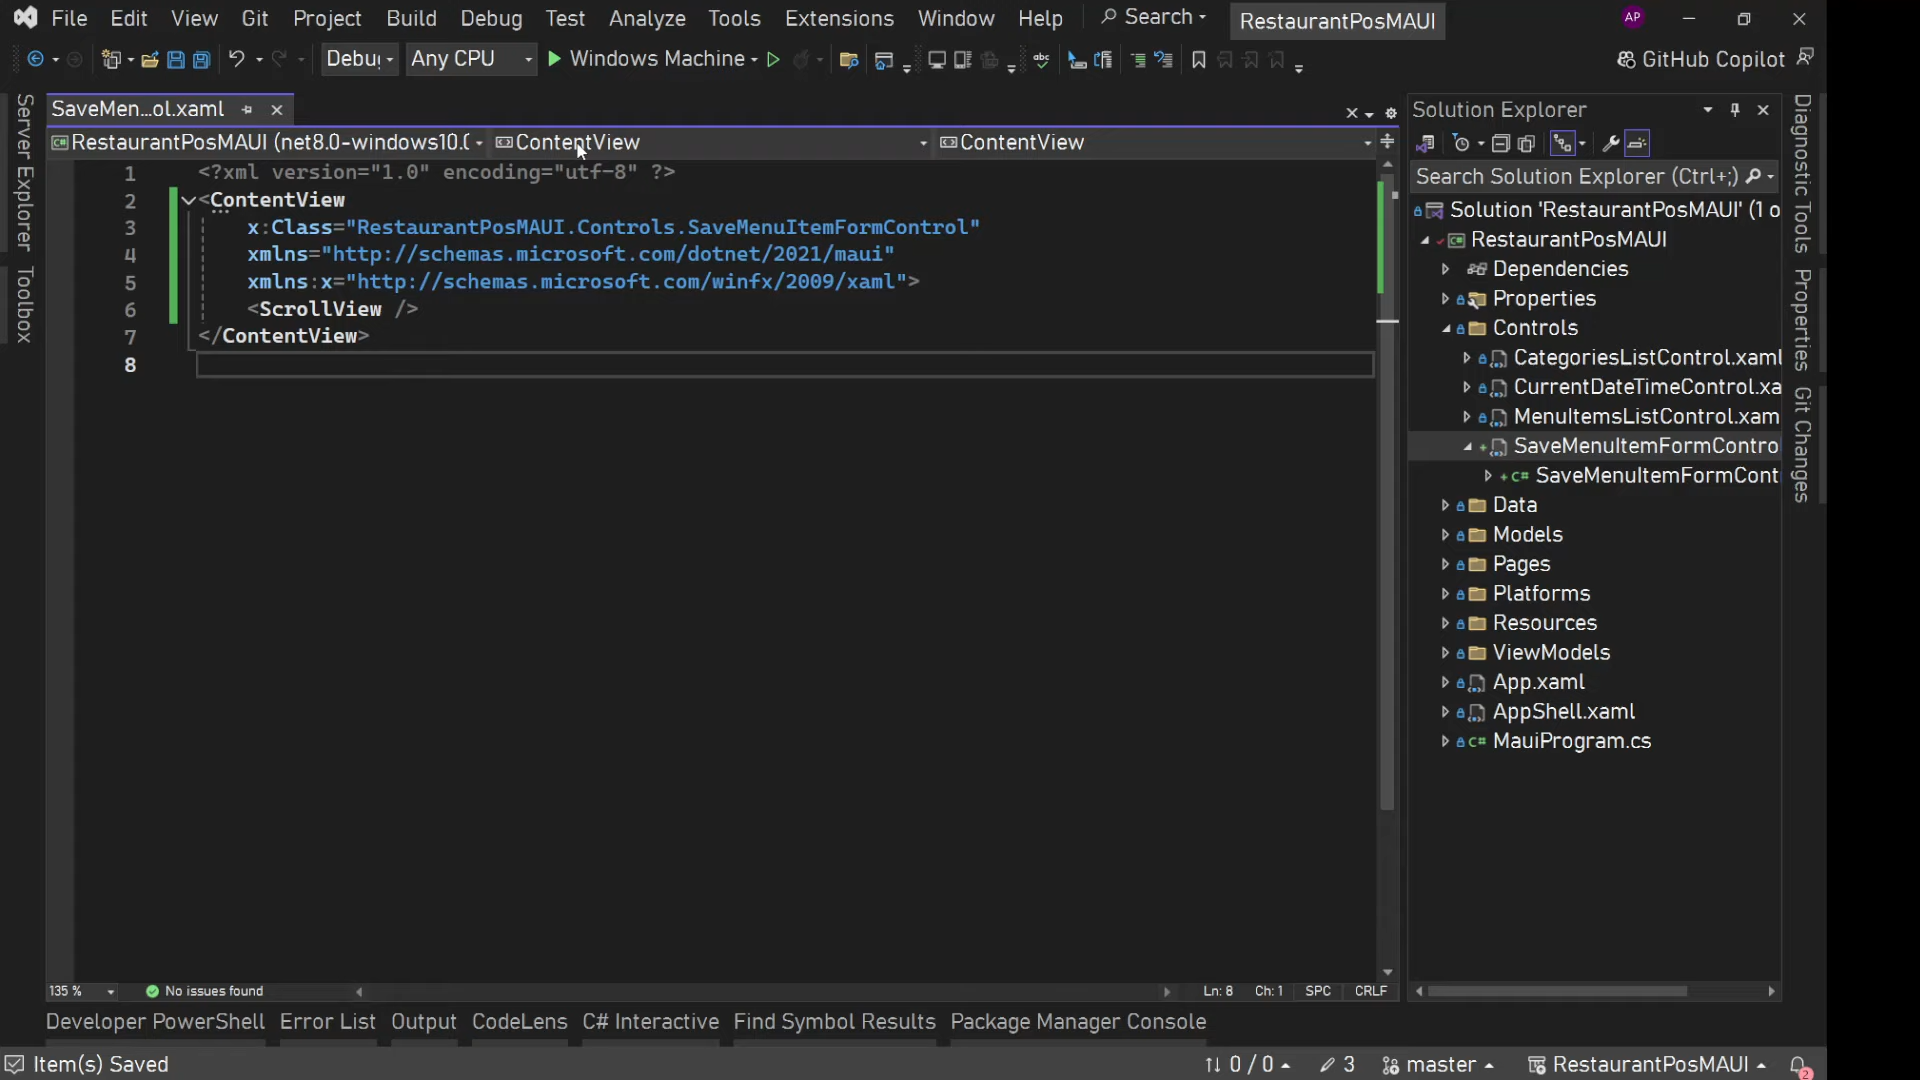 File Edit View Git Project Build Debug Test Analyze Tools Extensions Window Help Search RestaurantPosMAUI AP
Debu Any CPU Windows Machine GitHub Copilot
Server Explorer
Toolbox
SaveMen...ol.xaml
RestaurantPosMAUI (net8.0-windows10.0 ContentView ContentView
1 <?xml version="1.0" encoding="utf-8" ?>
2 <ContentView
3 x:Class="RestaurantPosMAUI.Controls.SaveMenuItemFormControl"
4 xmlns="http://schemas.microsoft.com/dotnet/2021/maui"
5 xmlns:x="http://schemas.microsoft.com/winfx/2009/xaml">
6 <ScrollView />
7 </ContentView>
8
135 % No issues found Ln: 8 Ch: 1 SPC CRLF
Solution Explorer
Search Solution Explorer (Ctrl+;)
Solution 'RestaurantPosMAUI' (1 o
RestaurantPosMAUI
Dependencies
Properties
Controls
CategoriesListControl.xaml
CurrentDateTimeControl.xa
MenuItemsListControl.xam
SaveMenuItemFormContro
C# SaveMenuItemFormCont
Data
Models
Pages
Platforms
Resources
ViewModels
App.xaml
AppShell.xaml
C# MauiProgram.cs
Diagnostic Tools
Properties
Git Changes
Developer PowerShell Error List Output CodeLens C# Interactive Find Symbol Results Package Manager Console
Item(s) Saved 0 / 0 3 master RestaurantPosMAUI 2